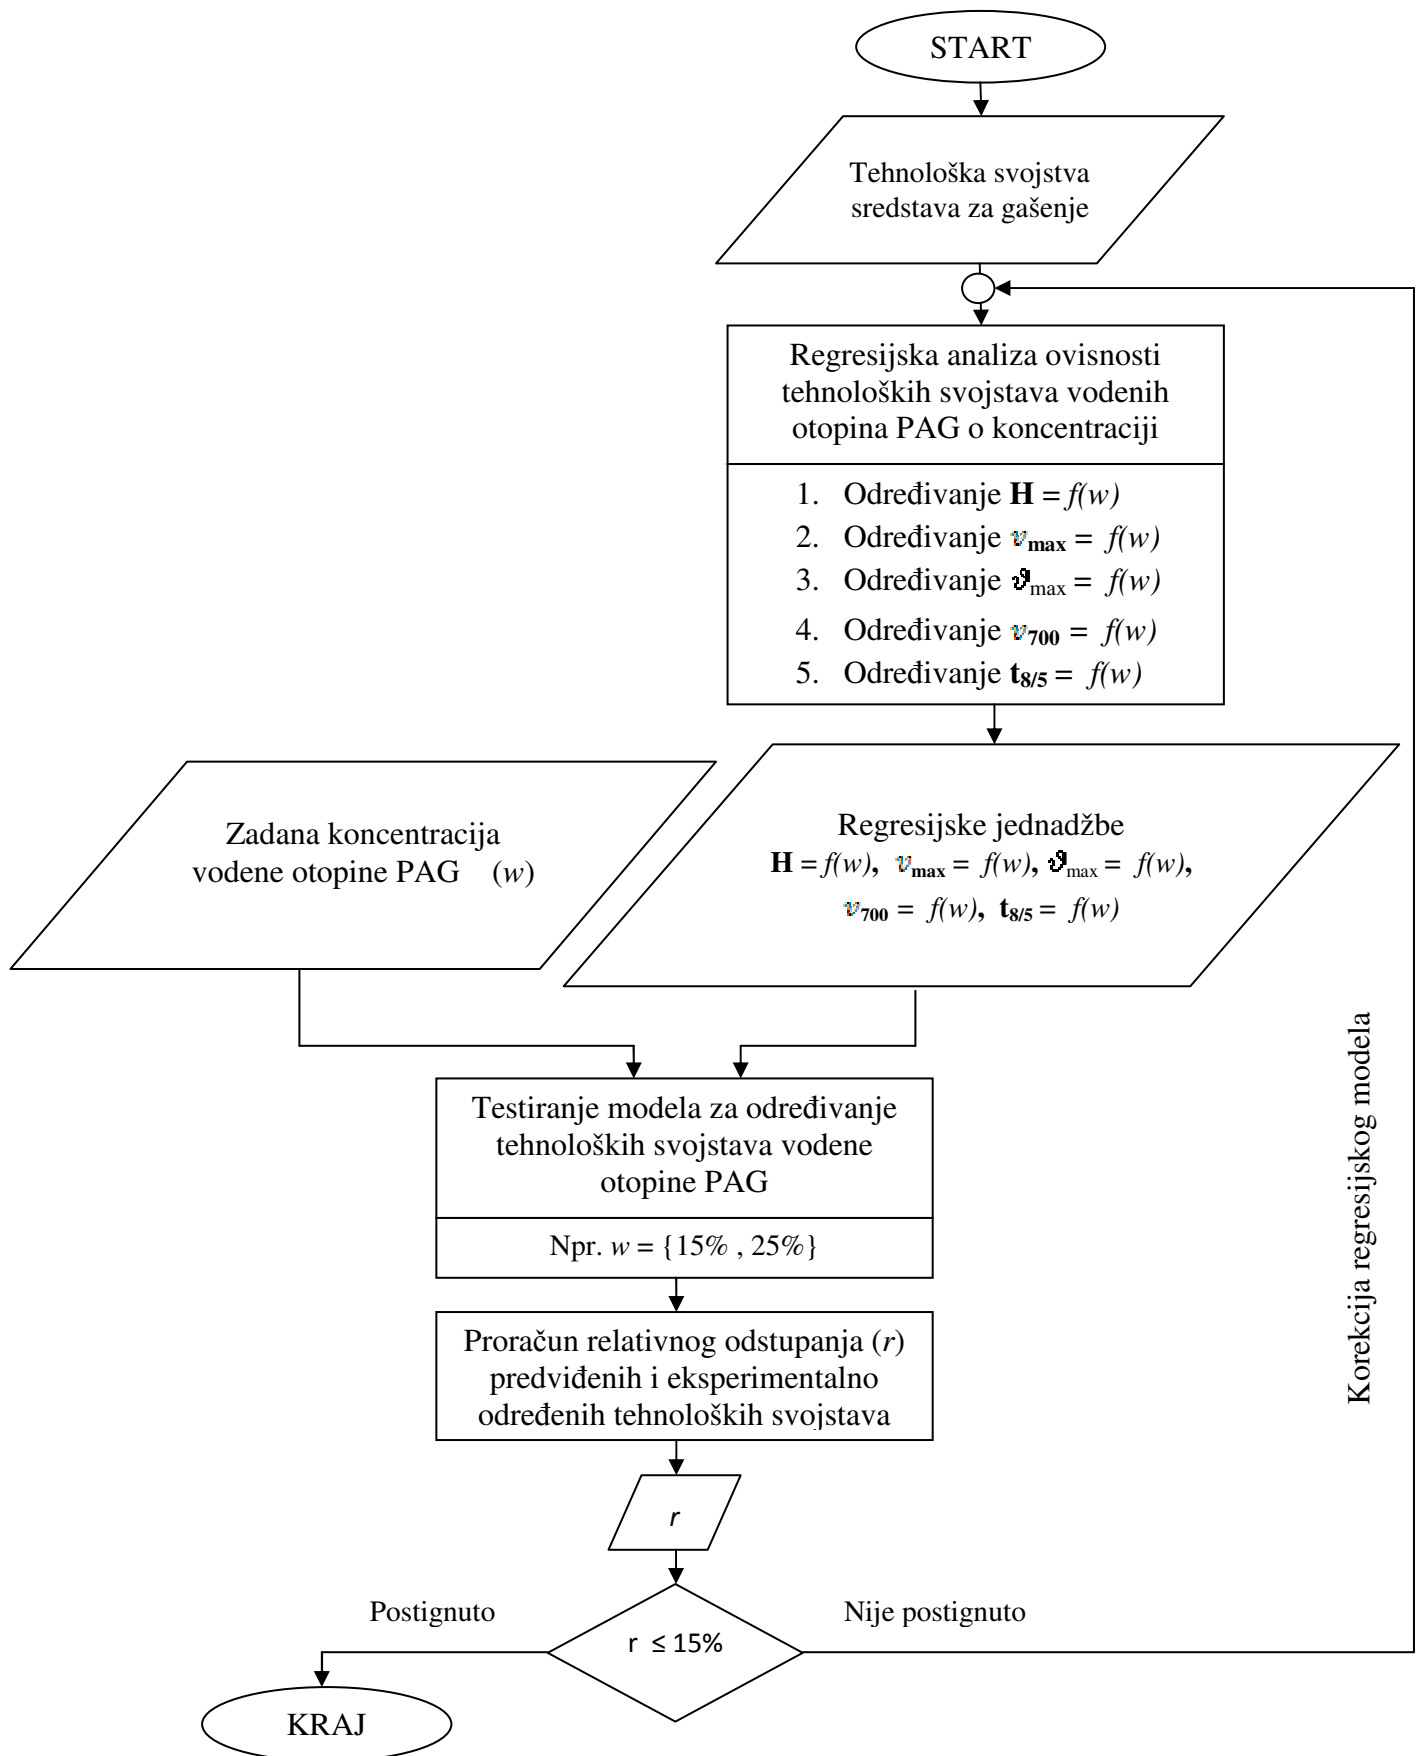 START
Tehnološka svojstva
sredstava za gašenje
Regresijska analiza ovisnosti
tehnoloških svojstava vodenih
otopina PAG o koncentraciji
1. Određivanje H = f(w)
2. Određivanje v_max = f(w)
3. Određivanje ϑ_max = f(w)
4. Određivanje v_700 = f(w)
5. Određivanje t_8/5 = f(w)
Zadana koncentracija
vodene otopine PAG (w)
Regresijske jednadžbe
H = f(w), v_max = f(w), ϑ_max = f(w),
v_700 = f(w), t_8/5 = f(w)
Testiranje modela za određivanje
tehnoloških svojstava vodene
otopine PAG
Npr. w = {15% , 25%}
Proračun relativnog odstupanja (r)
predviđenih i eksperimentalno
određenih tehnoloških svojstava
r
r ≤ 15%
Postignuto
Nije postignuto
Korekcija regresijskog modela
KRAJ